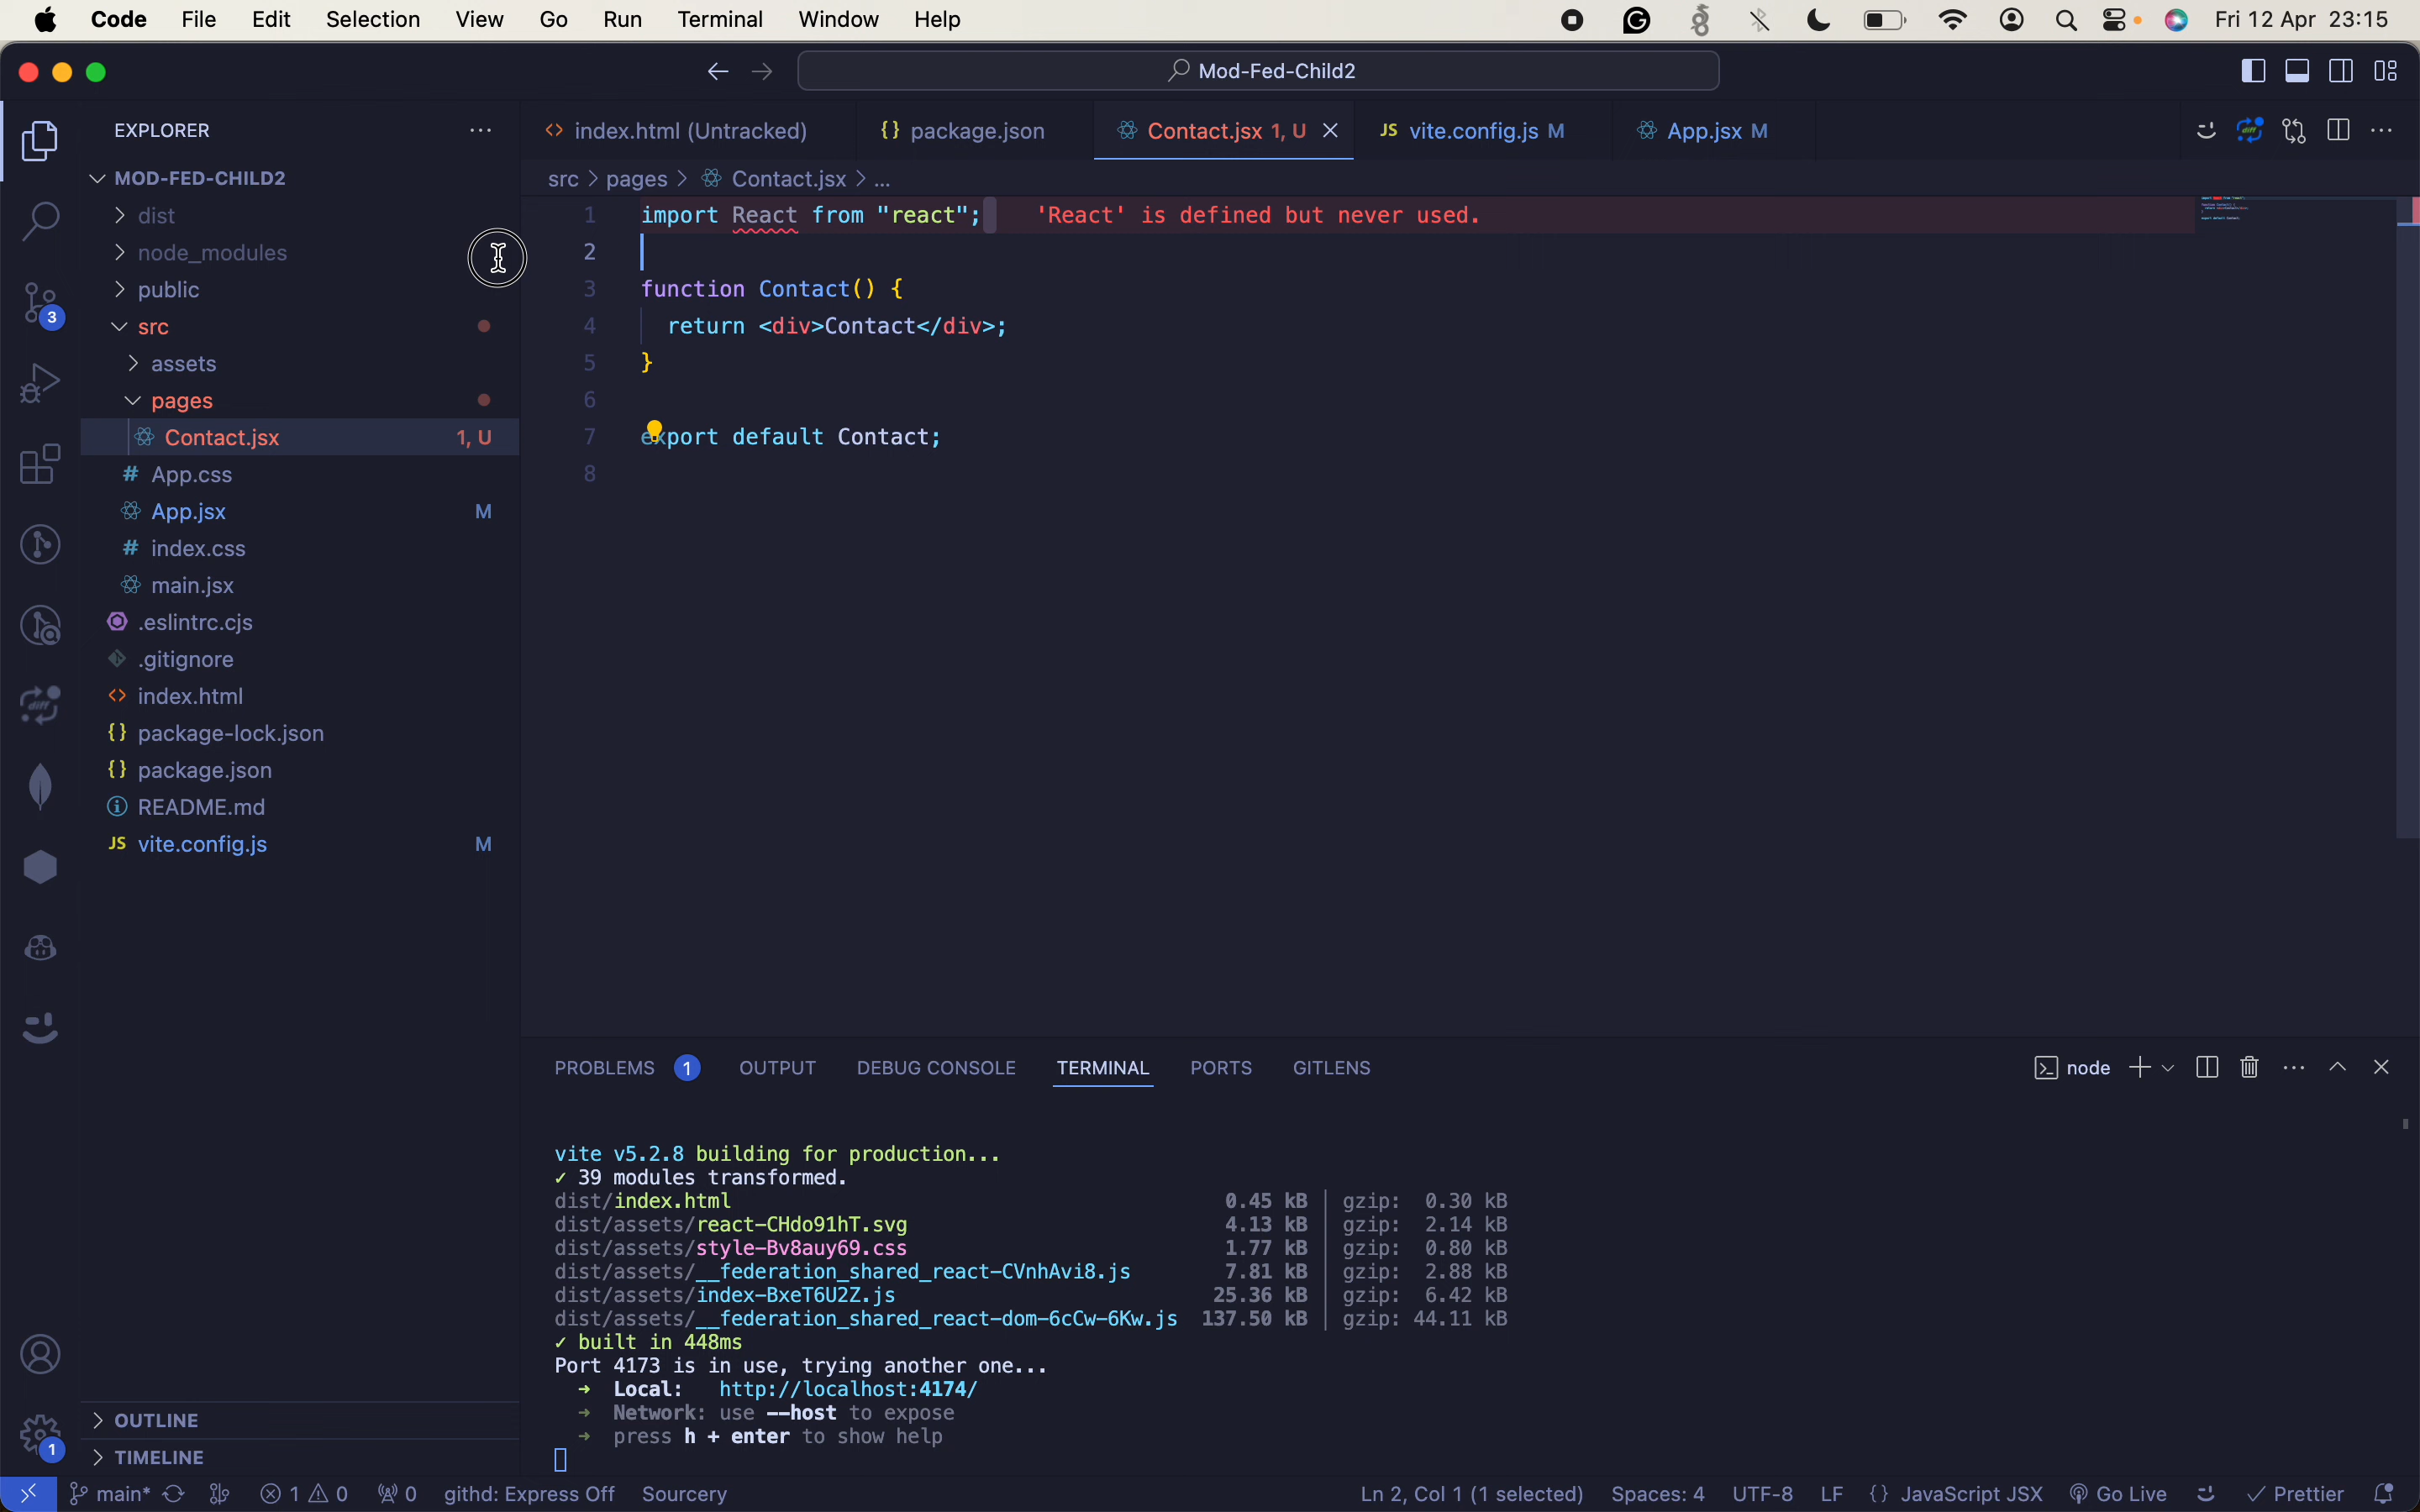 Code File Edit Selection View Go Run Terminal Window Help Fri 12 Apr 23:15
Mod-Fed-Child2
EXPLORER
MOD-FED-CHILD2
dist
node_modules
public
src
assets
pages
Contact.jsx 1, U
App.css
App.jsx M
index.css
main.jsx
.eslintrc.cjs
.gitignore
index.html
package-lock.json
package.json
README.md
JS vite.config.js M
OUTLINE
TIMELINE
3
1
index.html (Untracked) package.json Contact.jsx 1, U JS vite.config.js M App.jsx M
src > pages > Contact.jsx > ...
1 import React from "react"; 'React' is defined but never used.
2
3 function Contact() {
4 return <div>Contact</div>;
5 }
6
7 export default Contact;
8
PROBLEMS 1 OUTPUT DEBUG CONSOLE TERMINAL PORTS GITLENS node
vite v5.2.8 building for production...
✓ 39 modules transformed.
dist/index.html 0.45 kB │ gzip: 0.30 kB
dist/assets/react-CHdo91hT.svg 4.13 kB │ gzip: 2.14 kB
dist/assets/style-Bv8auy69.css 1.77 kB │ gzip: 0.80 kB
dist/assets/__federation_shared_react-CVnhAvi8.js 7.81 kB │ gzip: 2.88 kB
dist/assets/index-BxeT6U2Z.js 25.36 kB │ gzip: 6.42 kB
dist/assets/__federation_shared_react-dom-6cCw-6Kw.js 137.50 kB │ gzip: 44.11 kB
✓ built in 448ms
Port 4173 is in use, trying another one...
➜ Local: http://localhost:4174/
➜ Network: use --host to expose
➜ press h + enter to show help
main* 1 0 0 githd: Express Off Sourcery Ln 2, Col 1 (1 selected) Spaces: 4 UTF-8 LF {} JavaScript JSX Go Live Prettier